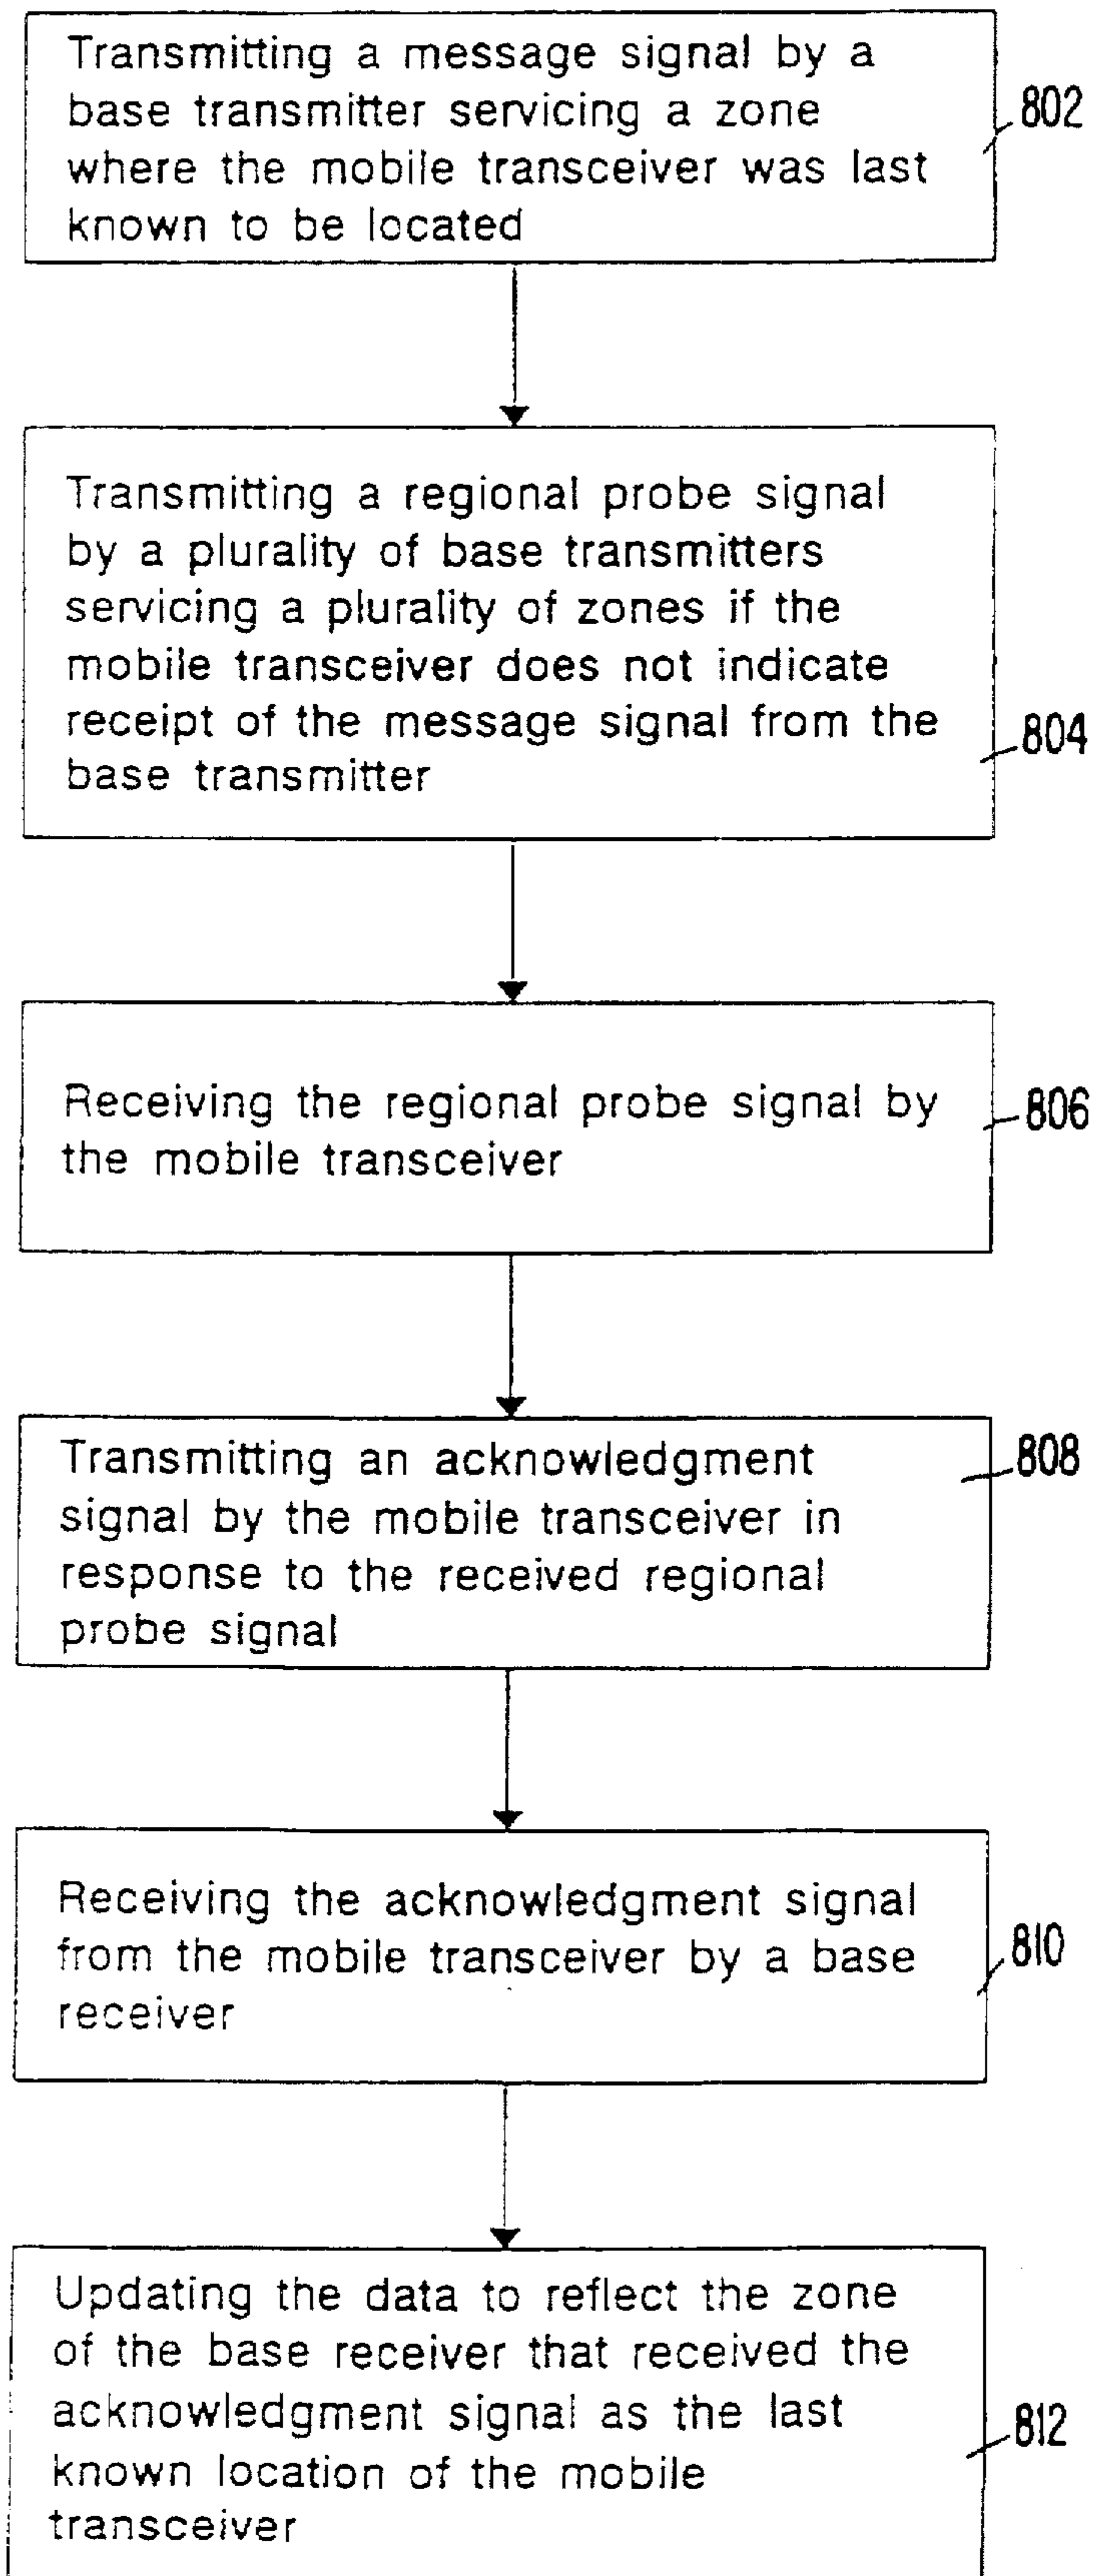 Transmitting a message signal by a
base transmitter servicing a zone
where the mobile transceiver was last
known to be located
802
Transmitting a regional probe signal
by a plurality of base transmitters
servicing a plurality of zones if the
mobile transceiver does not indicate
receipt of the message signal from the
base transmitter
804
Receiving the regional probe signal by
the mobile transceiver
806
Transmitting an acknowledgment
signal by the mobile transceiver in
response to the received regional
probe signal
808
Receiving the acknowledgment signal
from the mobile transceiver by a base
receiver
810
Updating the data to reflect the zone
of the base receiver that received the
acknowledgment signal as the last
known location of the mobile
transceiver
812